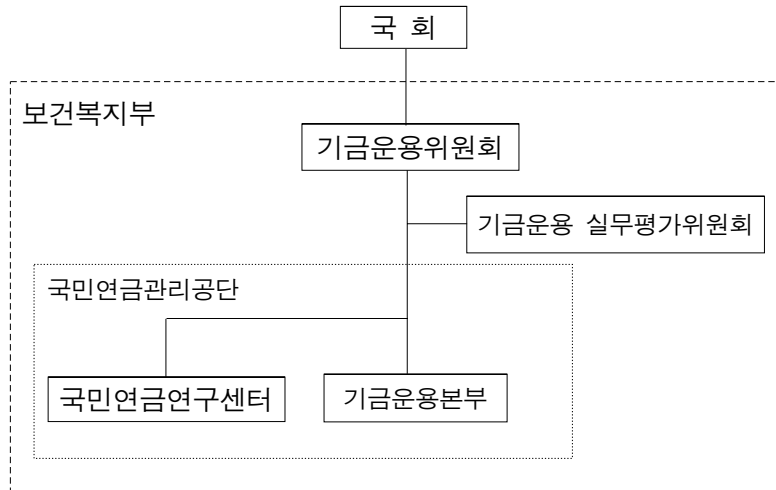 국 회
보건복지부
기금운용위원회
기금운용 실무평가위원회
국민연금관리공단
국민연금연구센터
기금운용본부